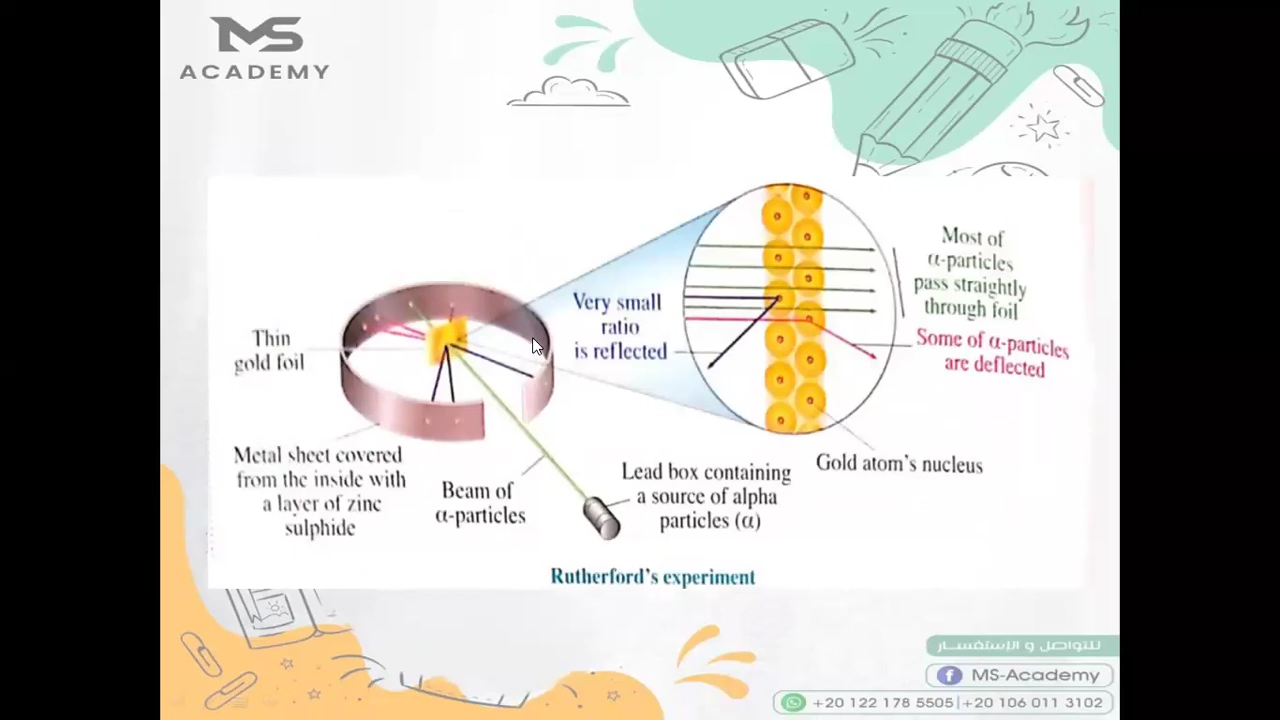 MS
ACADEMY
Most of
α-particles
pass straightly
through foil
Very small
ratio
is reflected
Thin
gold foil
Some of α-particles
are deflected
Metal sheet covered
from the inside with
a layer of zinc
sulphide
Beam of
α-particles
Lead box containing
a source of alpha
particles (α)
Gold atom's nucleus
Rutherford's experiment
للتواصل و الإستفسار
MS-Academy
+20 122 178 5505 | +20 106 011 3102